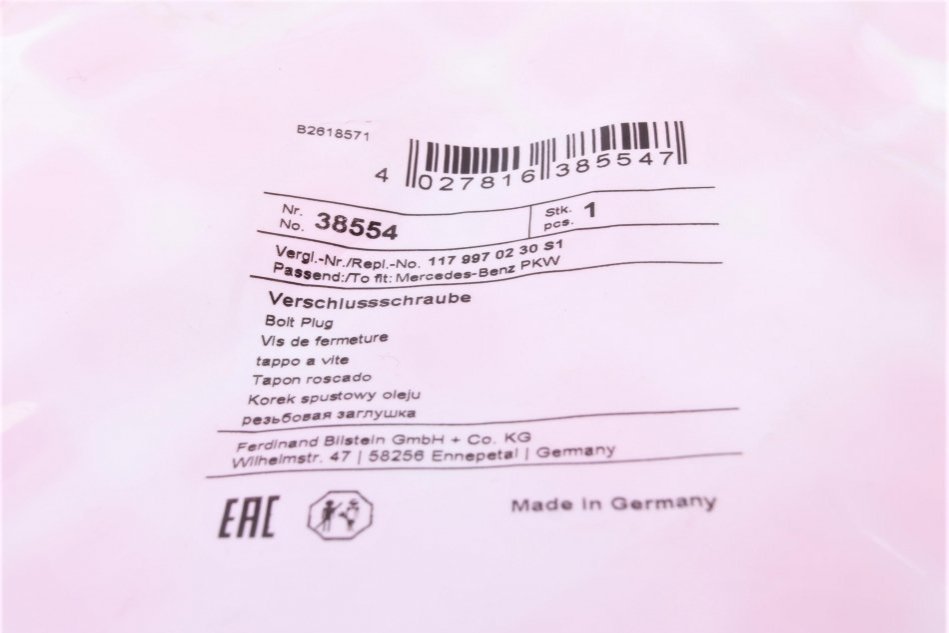 B2618571
4 027816 385547
Nr.
No. 38554
Stk.
pcs. 1
Vergl.-Nr./Repl.-No. 117 997 02 30 S1
Passend:/To fit: Mercedes-Benz PKW
Verschlussschraube
Bolt Plug
Vis de fermeture
tappo a vite
Tapon roscado
Korek spustowy oleju
резьбовая заглушка
Ferdinand Bilstein GmbH + Co. KG
Wilhelmstr. 47 | 58256 Ennepetal | Germany
EAC
Made in Germany